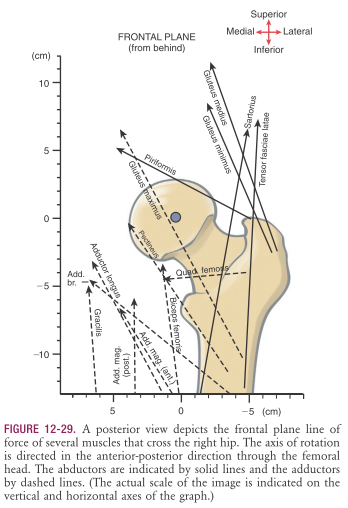 Superior
Medial Lateral
Inferior
FRONTAL PLANE
(from behind)
(cm)
10
5
0
−5
−10
Gluteus medius
Gluteus minimus
Sartorius
Tensor fasciae latae
Piriformis
Gluteus maximus
Pectineus
Quad. femoris
Adductor longus
Add.
br.
Gracilis
Add. mag.
(post.)
Add. mag. (ant.)
Biceps femoris
5 0 −5 (cm)
FIGURE 12-29. A posterior view depicts the frontal plane line of
force of several muscles that cross the right hip. The axis of rotation
is directed in the anterior-posterior direction through the femoral
head. The abductors are indicated by solid lines and the adductors
by dashed lines. (The actual scale of the image is indicated on the
vertical and horizontal axes of the graph.)